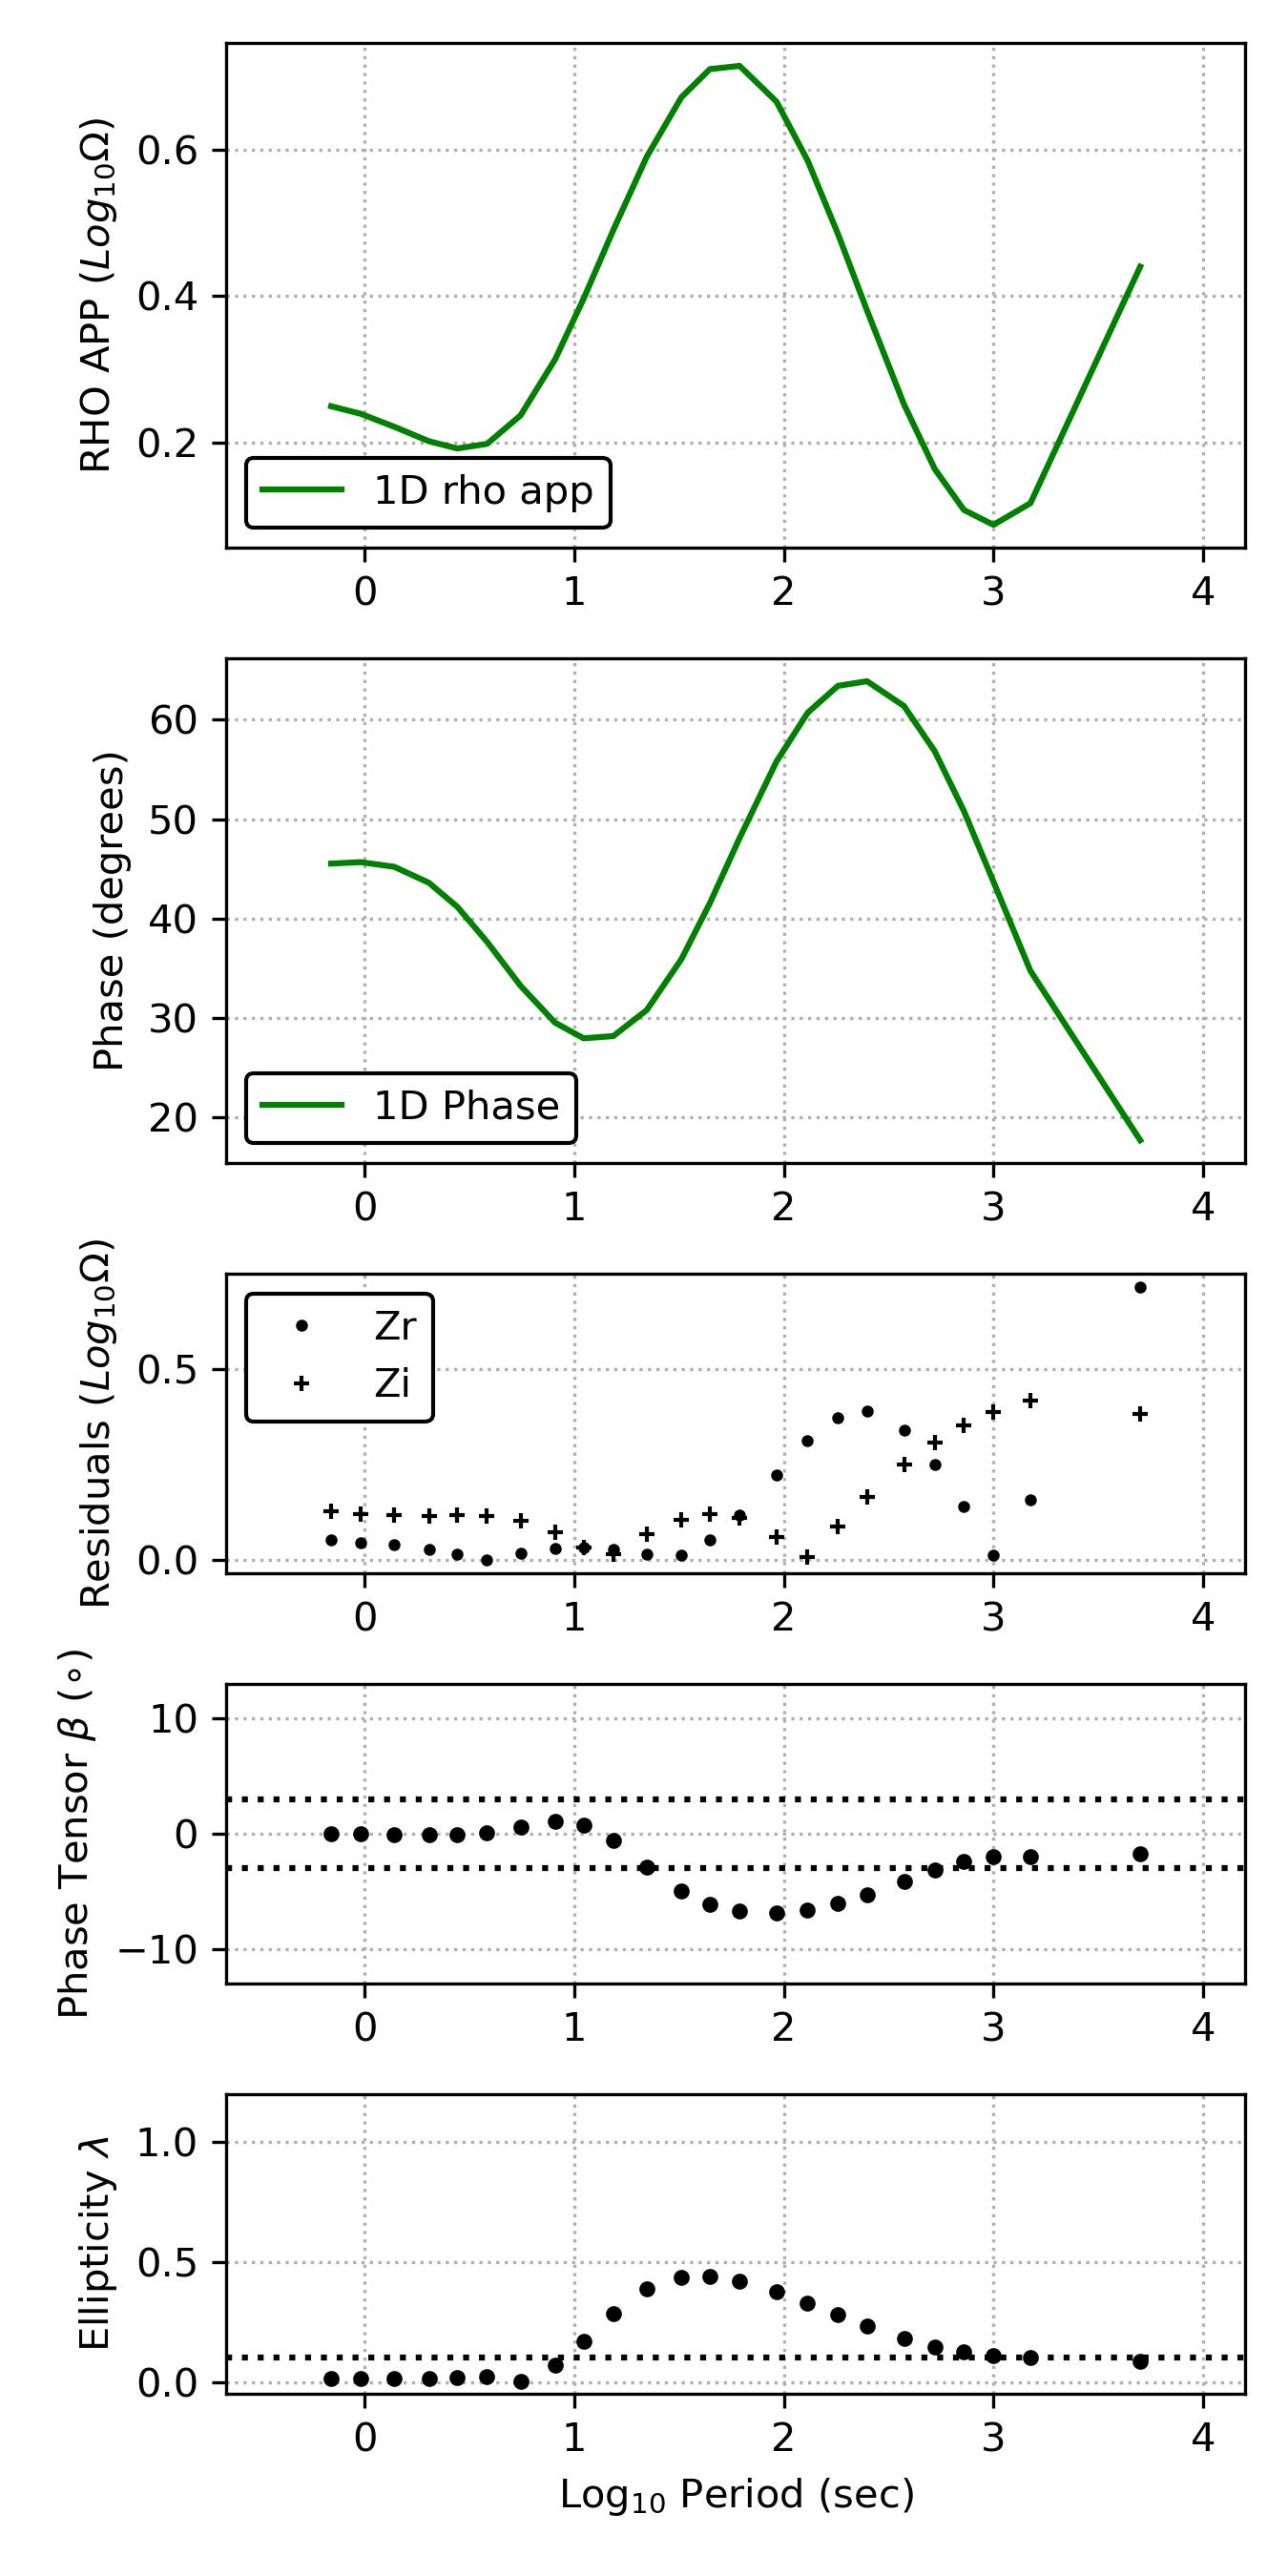 RHO APP (Log₁₀Ω)
0.6
0.4
0.2
1D rho app
0 1 2 3 4
Phase (degrees)
60
50
40
30
20
1D Phase
0 1 2 3 4
Residuals (Log₁₀Ω)
0.5
0.0
Zr
Zi
0 1 2 3 4
Phase Tensor β (∘)
10
0
−10
0 1 2 3 4
Ellipticity λ
1.0
0.5
0.0
0 1 2 3 4
Log₁₀ Period (sec)